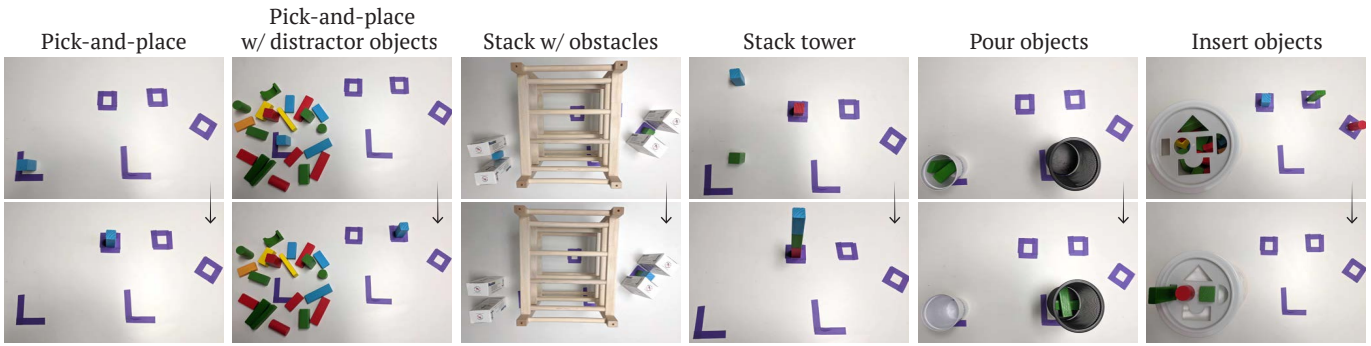 Pick-and-place
Pick-and-place
w/ distractor objects
Stack w/ obstacles
Stack tower
Pour objects
Insert objects